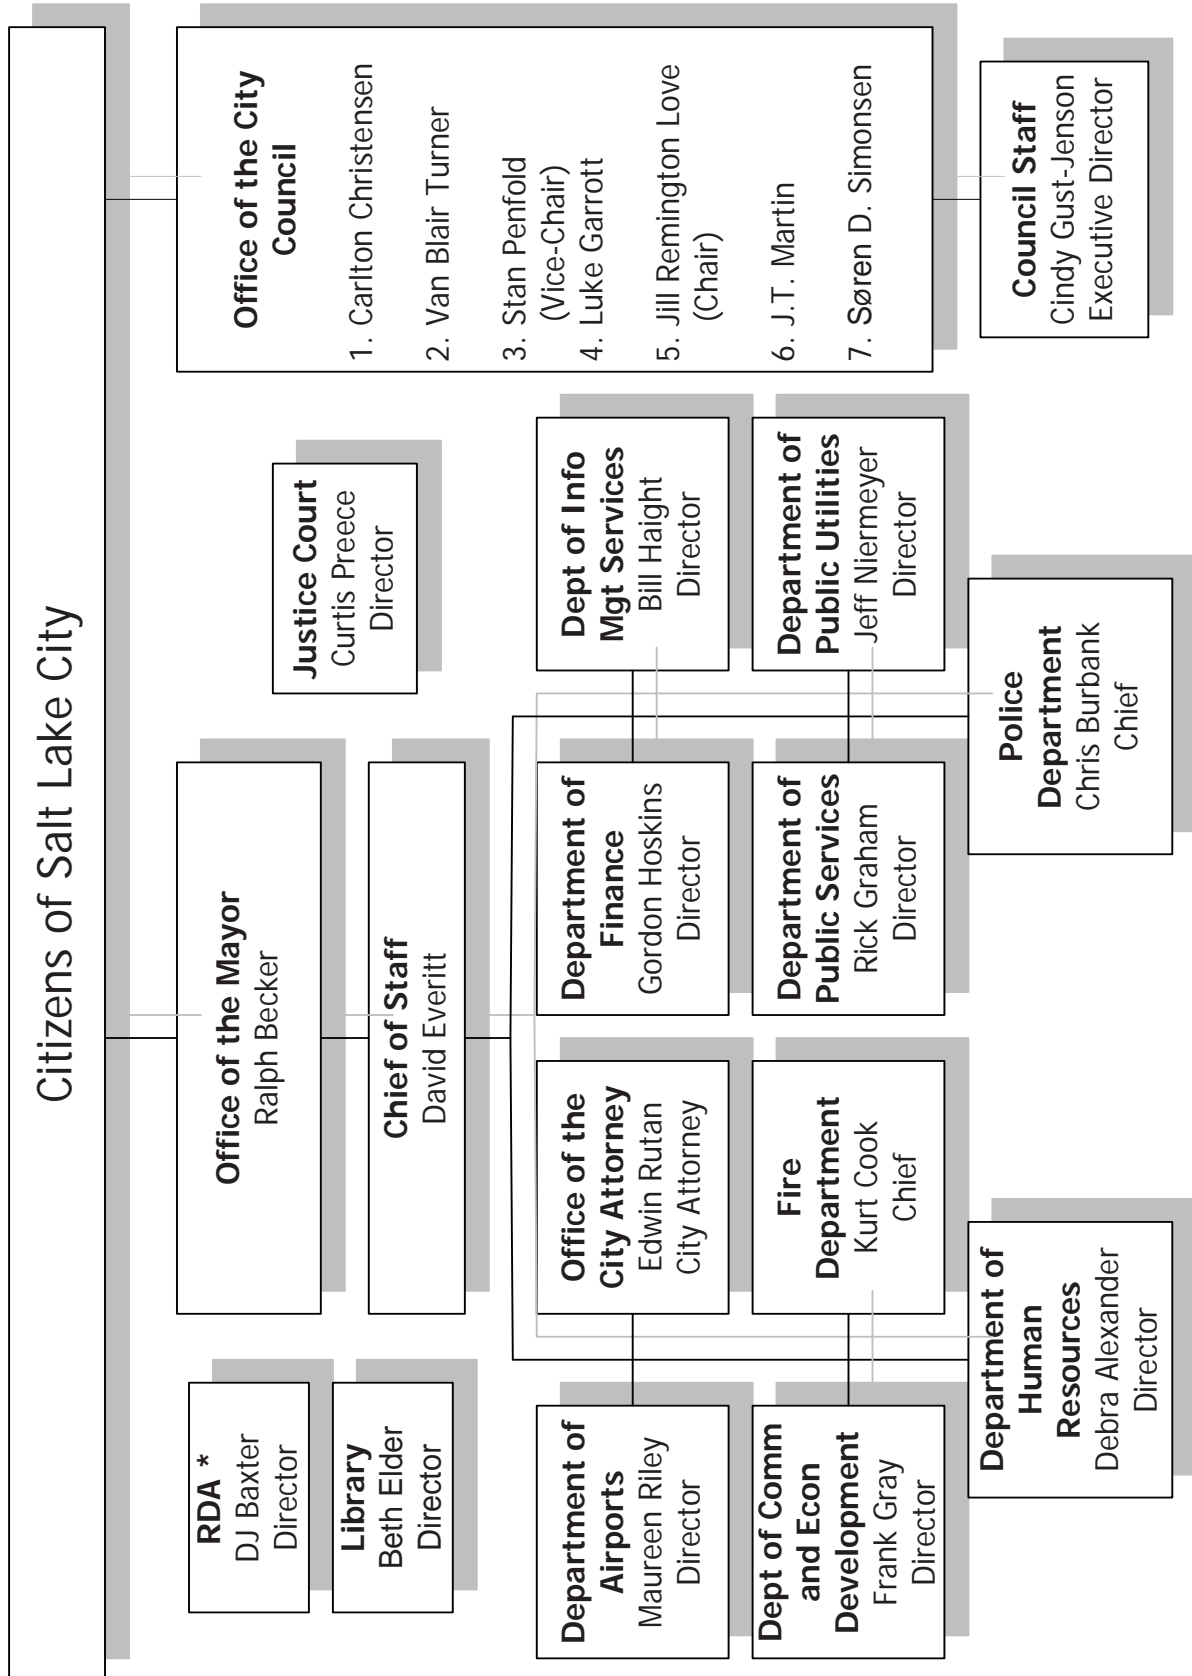 Citizens of Salt Lake City
RDA *
DJ Baxter
Director
Library
Beth Elder
Director
Office of the Mayor
Ralph Becker
Chief of Staff
David Everitt
Justice Court
Curtis Preece
Director
Office of the City
Council
1. Carlton Christensen
2. Van Blair Turner
3. Stan Penfold
(Vice-Chair)
4. Luke Garrott
5. Jill Remington Love
(Chair)
6. J.T. Martin
7. Søren D. Simonsen
Council Staff
Cindy Gust-Jenson
Executive Director
Department of
Airports
Maureen Riley
Director
Office of the
City Attorney
Edwin Rutan
City Attorney
Department of
Finance
Gordon Hoskins
Director
Dept of Info
Mgt Services
Bill Haight
Director
Dept of Comm
and Econ
Development
Frank Gray
Director
Fire
Department
Kurt Cook
Chief
Department of
Public Services
Rick Graham
Director
Department of
Public Utilities
Jeff Niermeyer
Director
Department of
Human
Resources
Debra Alexander
Director
Police
Department
Chris Burbank
Chief